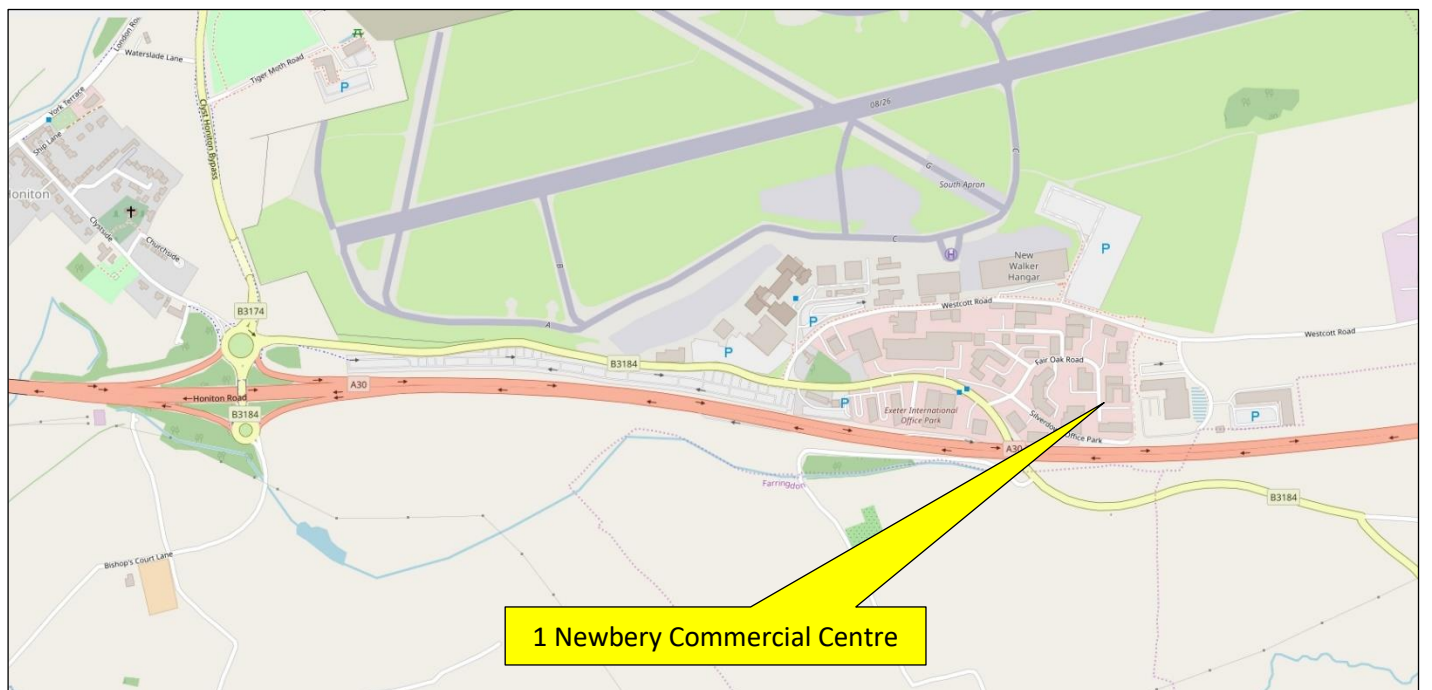 London Ro
Waterslade Lane
York Terrace
Ship Lane
Tiger Moth Road
P
Clyst Honiton Bypass
Honiton
Clystside
Churchside
08/26
C
G
South Apron
C
H
B
A
New
Walker
Hangar
P
Westcott Road
Westcott Road
B3174
P
P
B3184
Fair Oak Road
A30
Honiton Road
B3184
P
Exeter International
Office Park
Silverdown Office Park
P
A30
Farringdon
B3184
Bishop's Court Lane
1 Newbery Commercial Centre